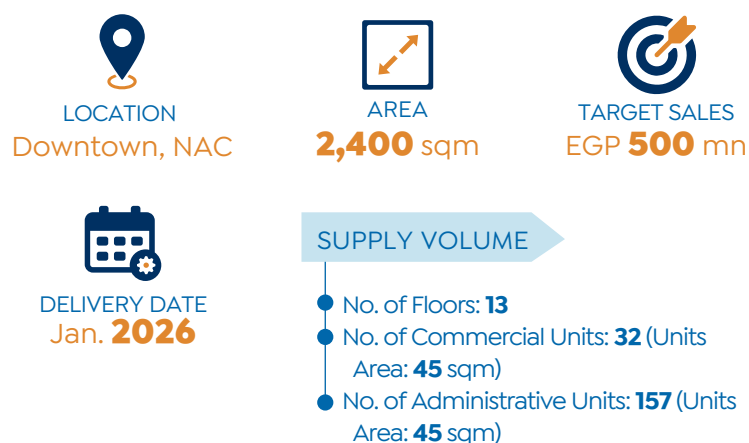 LOCATION
Downtown, NAC
AREA
2,400 sqm
TARGET SALES
EGP 500 mn
DELIVERY DATE
Jan. 2026
SUPPLY VOLUME
No. of Floors: 13
No. of Commercial Units: 32 (Units
Area: 45 sqm)
No. of Administrative Units: 157 (Units
Area: 45 sqm)